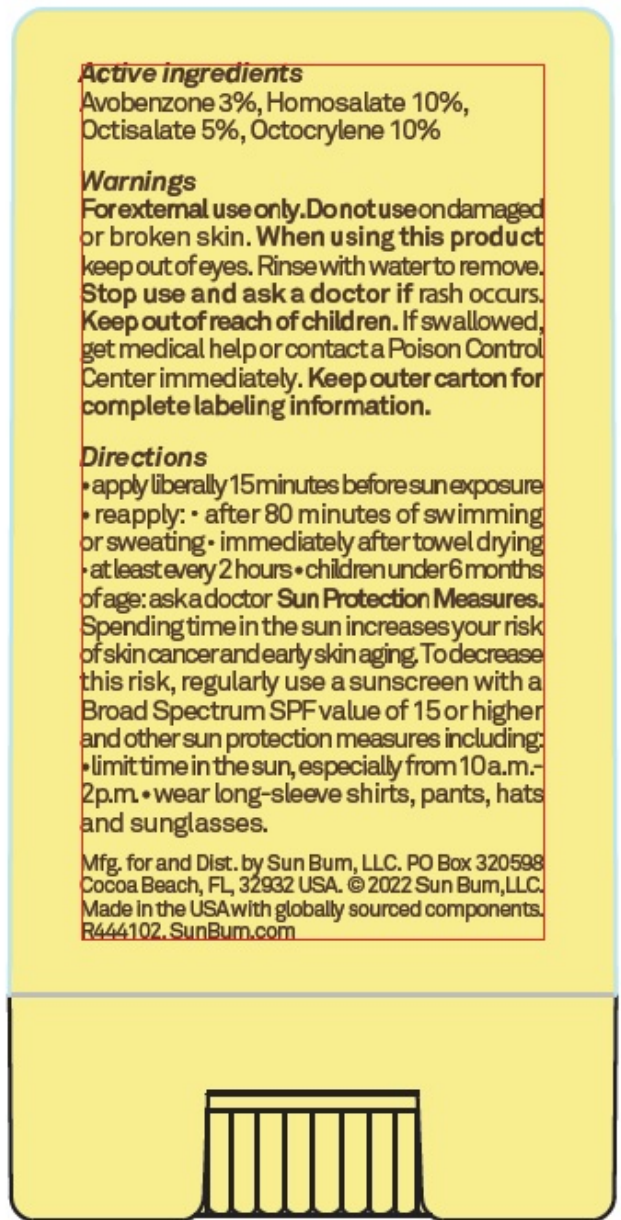 Active ingredients
Avobenzone 3%, Homosalate 10%,
Octisalate 5%, Octocrylene 10%
Warnings
For external use only. Do not use on damaged
or broken skin. When using this product
keep out of eyes. Rinse with water to remove.
Stop use and ask a doctor if rash occurs.
Keep out of reach of children. If swallowed,
get medical help or contact a Poison Control
Center immediately. Keep outer carton for
complete labeling information.
Directions
• apply liberally 15 minutes before sun exposure
• reapply: • after 80 minutes of swimming
or sweating • immediately after towel drying
• at least every 2 hours • children under 6 months
of age: ask a doctor Sun Protection Measures.
Spending time in the sun increases your risk
of skin cancer and early skin aging. To decrease
this risk, regularly use a sunscreen with a
Broad Spectrum SPF value of 15 or higher
and other sun protection measures including:
• limit time in the sun, especially from 10 a.m.-
2p.m. • wear long-sleeve shirts, pants, hats
and sunglasses.
Mfg. for and Dist. by Sun Bum, LLC. PO Box 320598
Cocoa Beach, FL, 32932 USA. © 2022 Sun Bum,LLC.
Made in the USA with globally sourced components.
R444102. SunBum.com